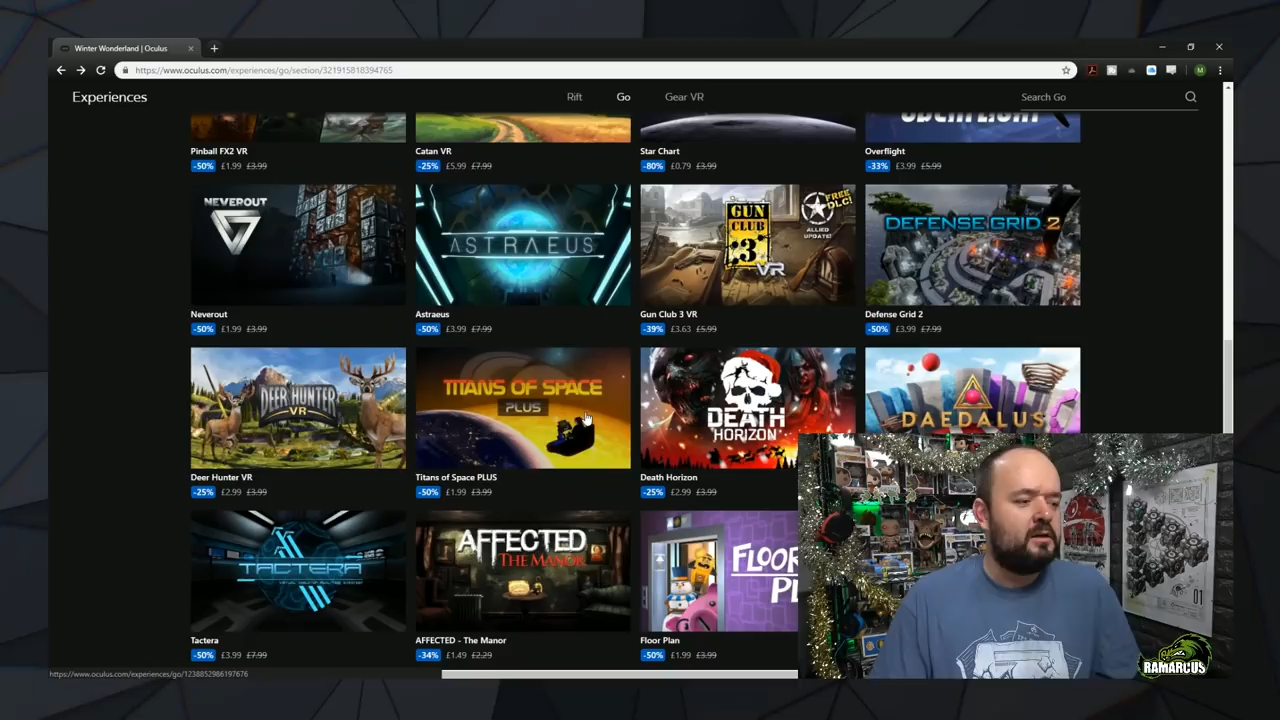 Winter Wonderland | Oculus
https://www.oculus.com/experiences/go/section/321915818394765
Experiences
Rift
Go
Gear VR
Search Go
Pinball FX2 VR
Catan VR
Star Chart
Overflight
-50% £1.99 £3.99
-25% £5.99 £7.99
-80% £0.79 £3.99
-33% £3.99 £5.99
NEVEROUT
ASTRAEUS
GUN
CLUB
3
VR
FREE
DLC!
ALLIED
UPDATE!
DEFENSE GRID 2
Neverout
Astraeus
Gun Club 3 VR
Defense Grid 2
-50% £1.99 £3.99
-50% £3.99 £7.99
-39% £3.63 £5.99
-50% £3.99 £7.99
DEER HUNTER
VR
TITANS OF SPACE
PLUS
DEATH
HORIZON
DAEDALUS
Deer Hunter VR
Titans of Space PLUS
Death Horizon
-25% £2.99 £3.99
-50% £1.99 £3.99
-25% £2.99 £3.99
TACTERA
AFFECTED
THE MANOR
FLOOR
PL
01
Tactera
AFFECTED - The Manor
Floor Plan
-50% £3.99 £7.99
-34% £1.49 £2.29
-50% £1.99 £3.99
RAMARCUS
https://www.oculus.com/experiences/go/1238852986197676